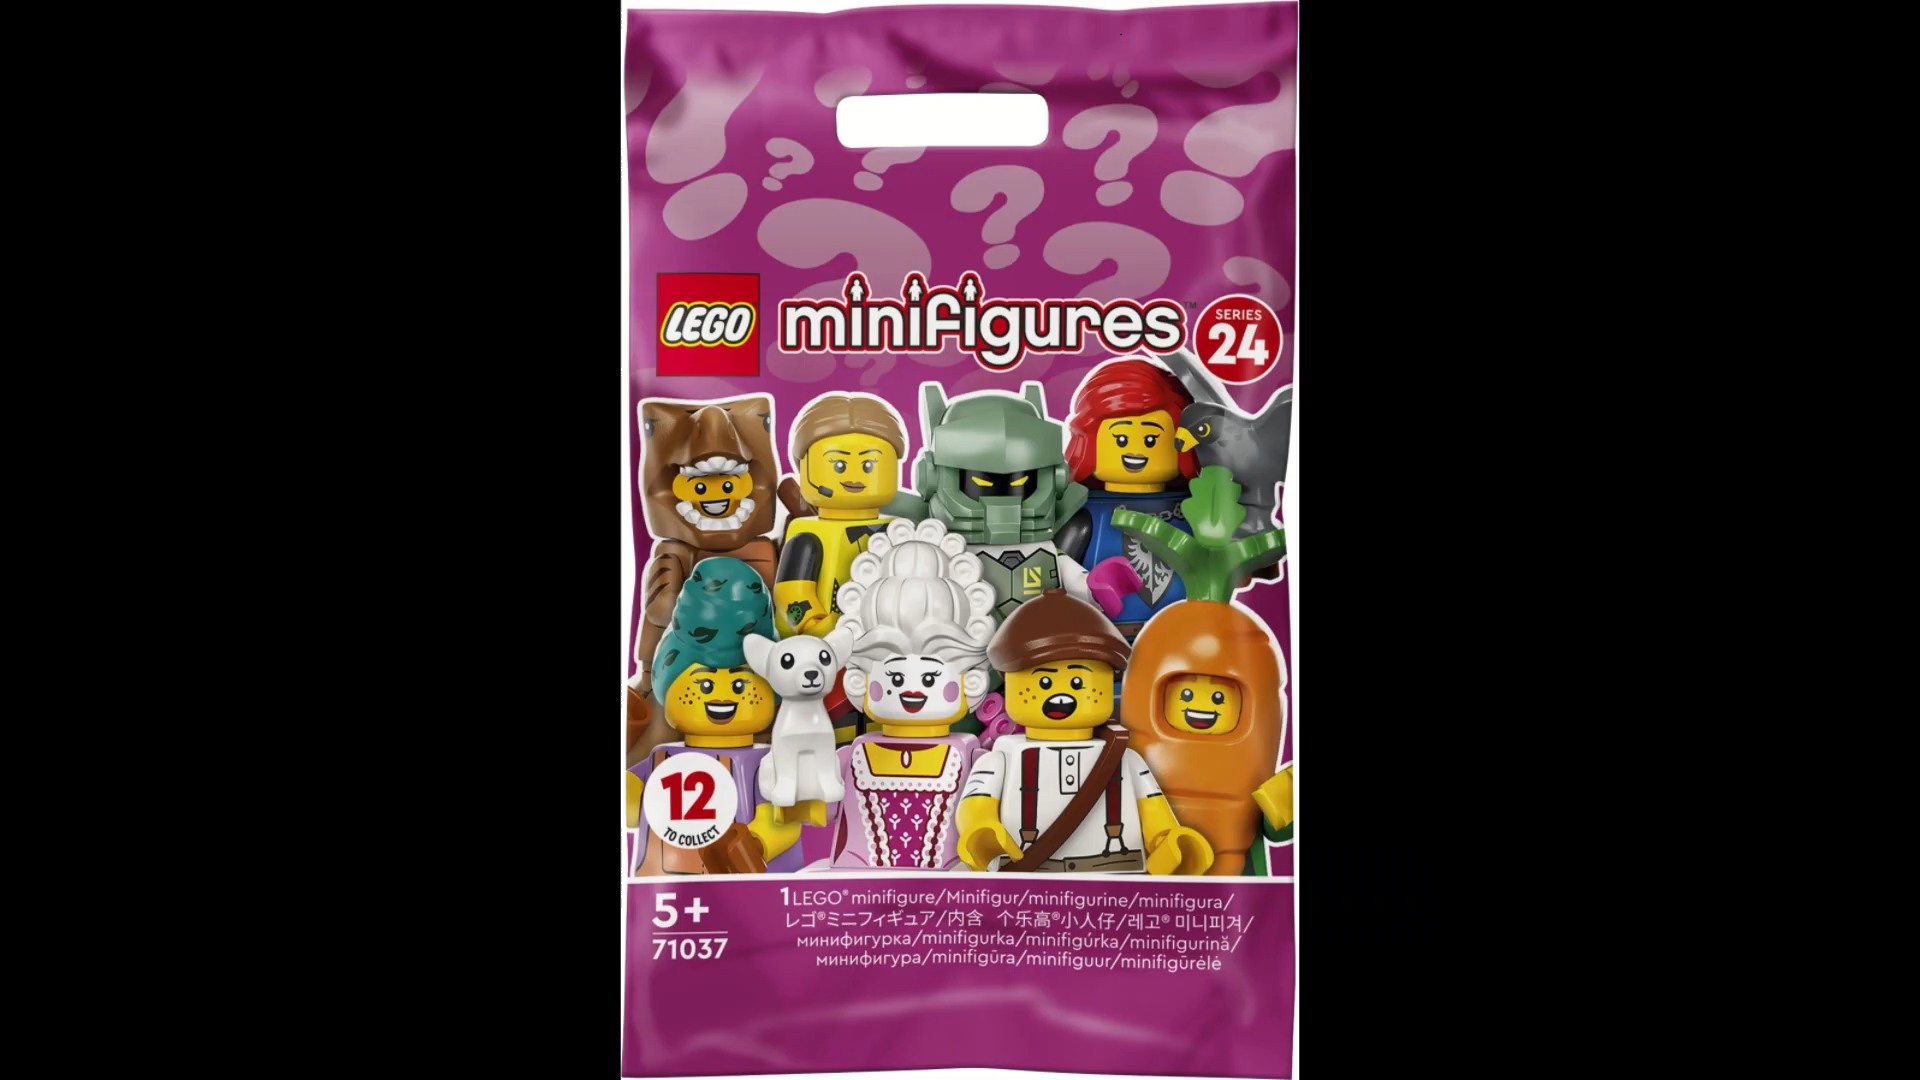 LEGO
minifigures™
SERIES
24
12
TO COLLECT
5+
71037
1 LEGO® minifigure/Minifigur/minifigurine/minifigura/
レゴ®ミニフィギュア/内含 个乐高®小人仔/레고® 미니피겨/
минифигурка/minifigurka/minifigúrka/minifigurină/
минифигура/minifigūra/minifiguur/minifigūrėlė